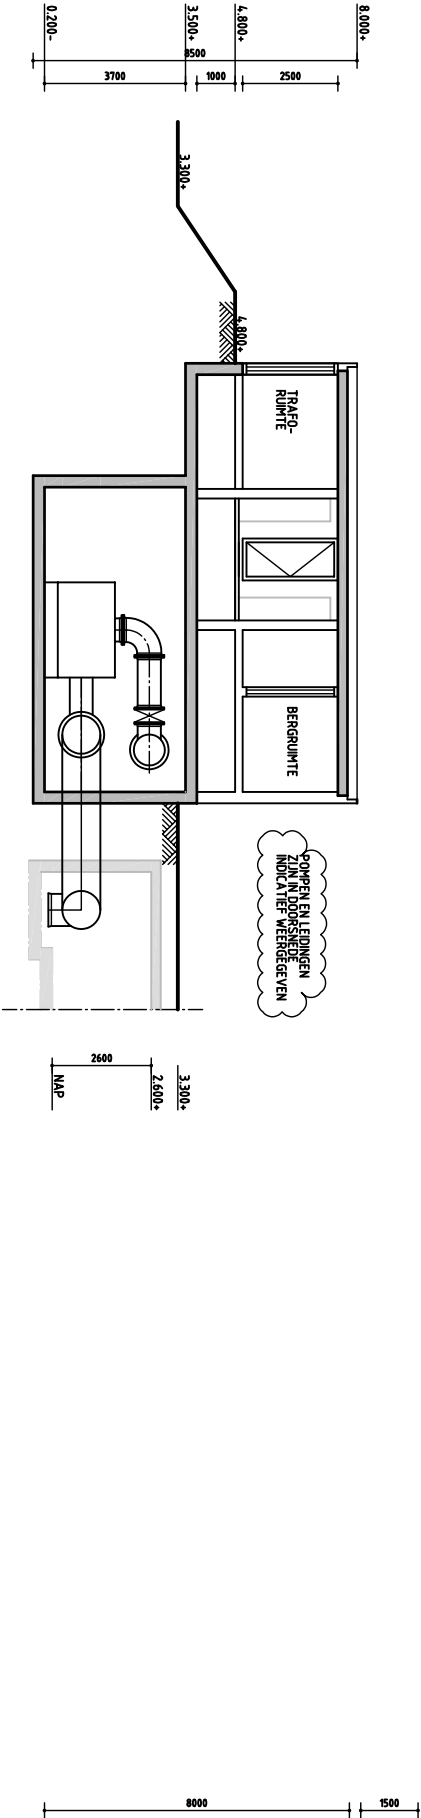 0.200-
3.500+
4.800+
8.000+
8500
3700
1000
2500
3.300+
4.800+
TRAFO-
RUIMTE
BERGRUIMTE
POMPEN EN LEIDINGEN
ZIJN IN DOORSNEDE
INDICATIEF WEERGEGEVEN
2600
NAP
2.600+
3.300+
8000
1500